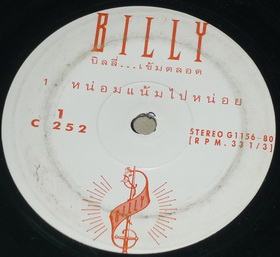 BILLY
บิลลี่...เข้มตลอด
1 หน่อมแน้มไปหน่อย
1
C 252
STEREO G1156-80
[RPM. 33 1/3]
BILLY